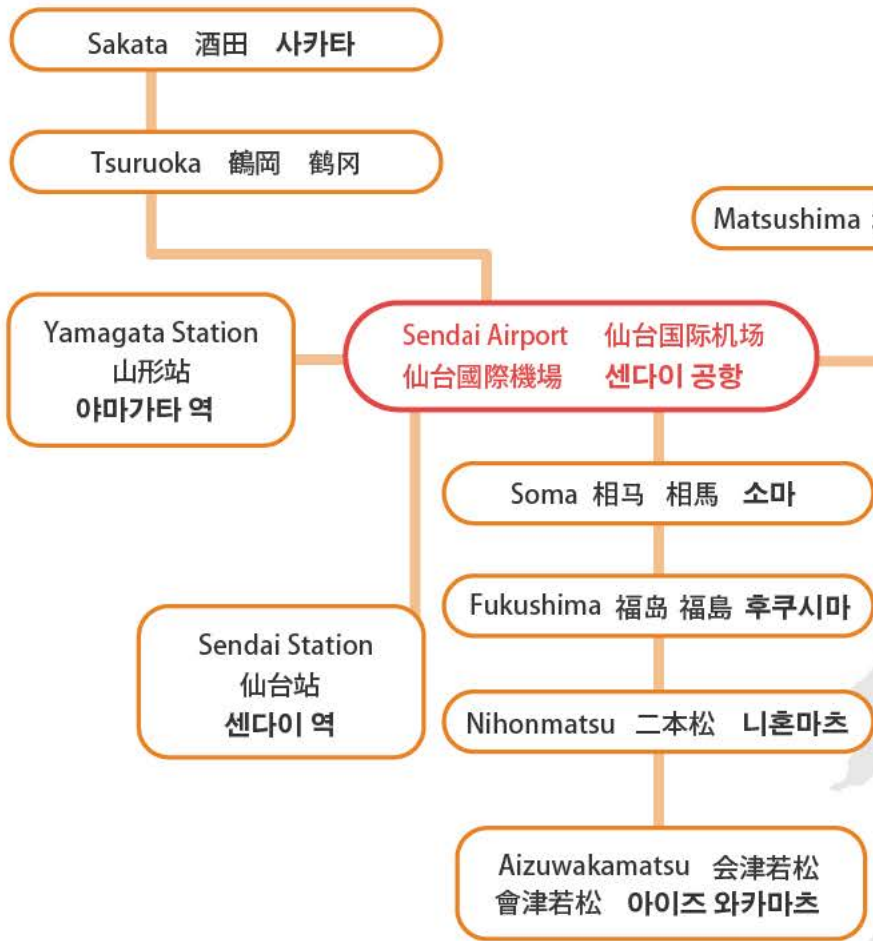 Sakata 酒田 사카타
Tsuruoka 鶴岡 鹤冈
Matsushima
Yamagata Station
山形站
야마가타 역
Sendai Airport 仙台国际机场
仙台國際機場 센다이 공항
Soma 相马 相馬 소마
Fukushima 福岛 福島 후쿠시마
Sendai Station
仙台站
센다이 역
Nihonmatsu 二本松 니혼마츠
Aizuwakamatsu 会津若松
會津若松 아이즈 와카마츠